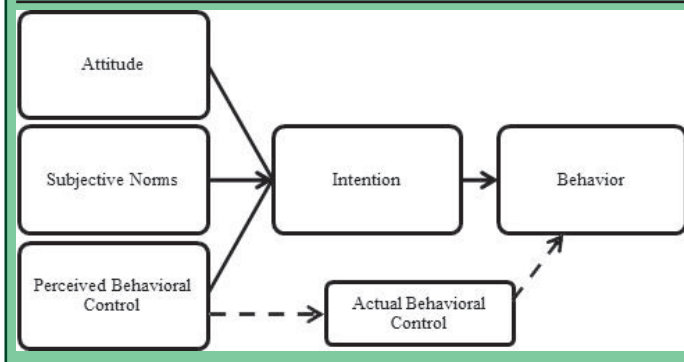 Attitude
Subjective Norms
Intention
Behavior
Perceived Behavioral
Control
Actual Behavioral
Control